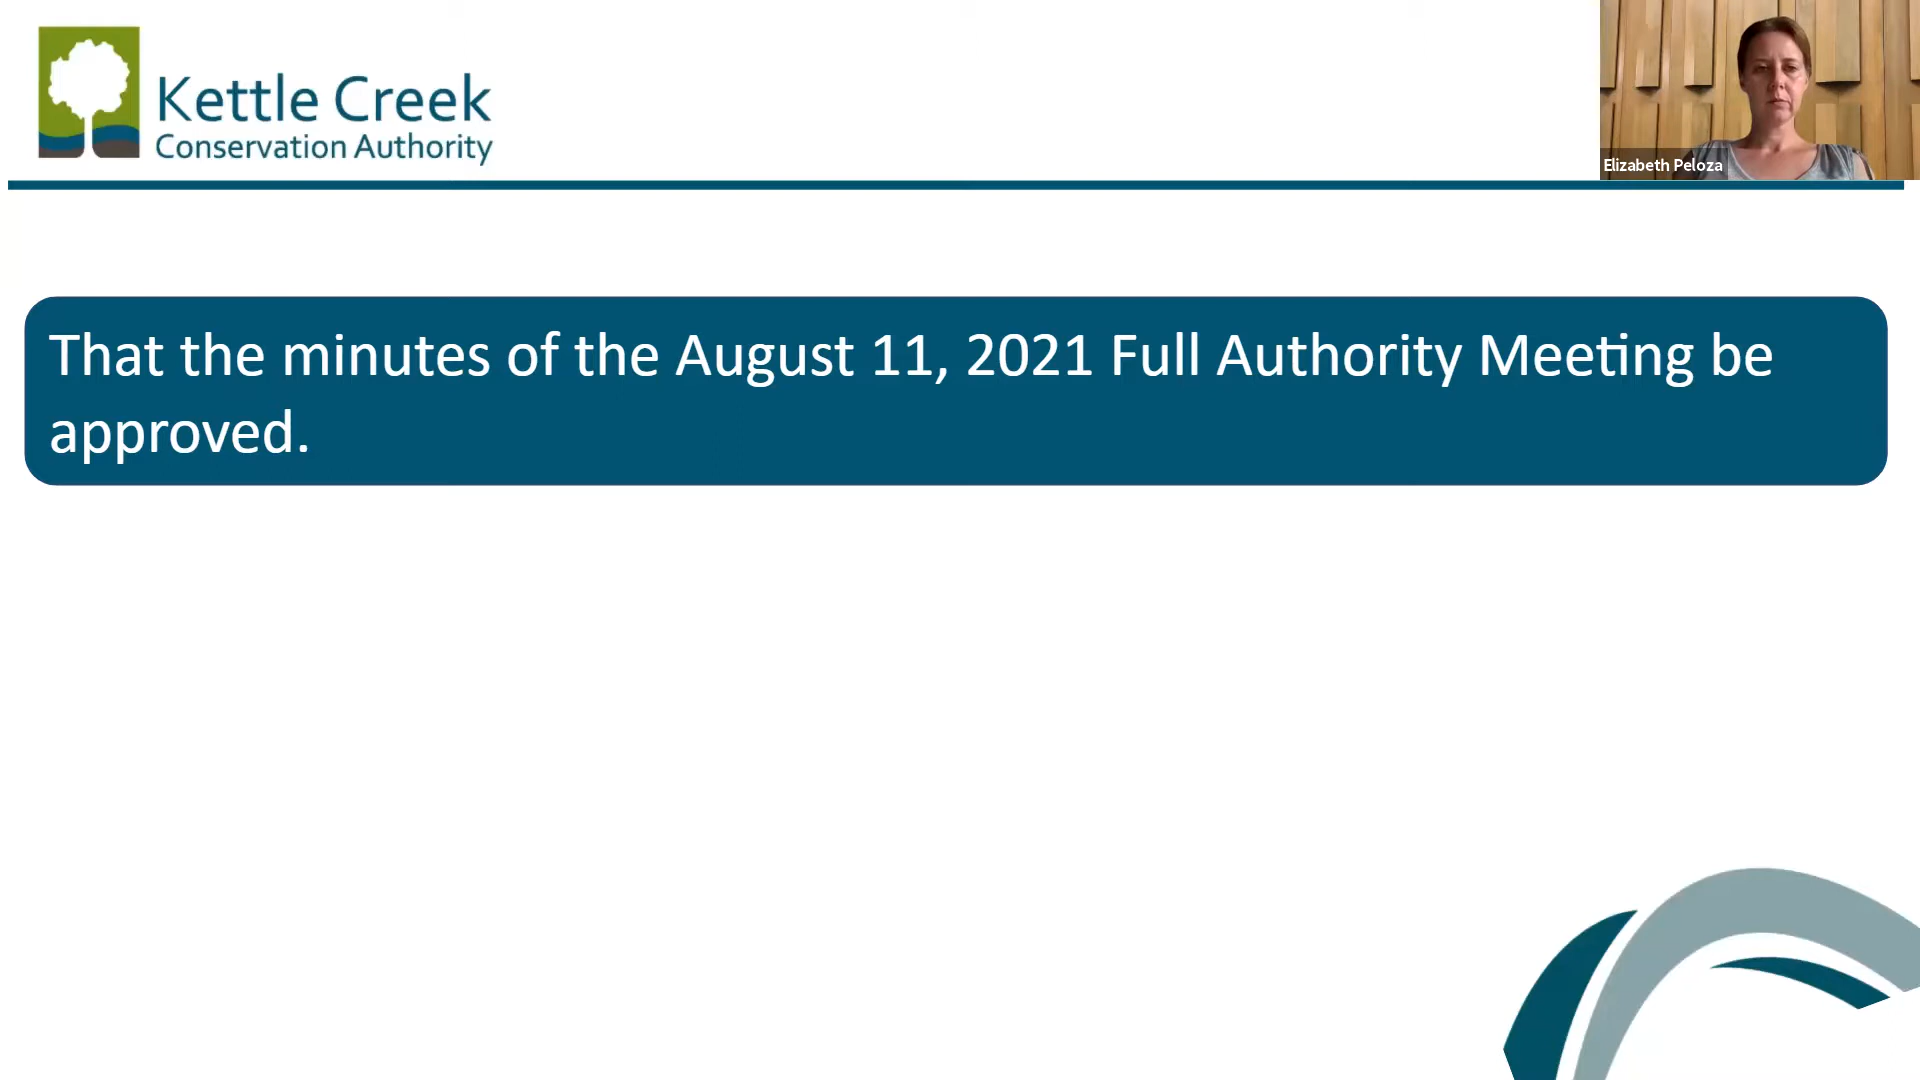 Kettle Creek
Conservation Authority
Elizabeth Peloza
That the minutes of the August 11, 2021 Full Authority Meeting be
approved.